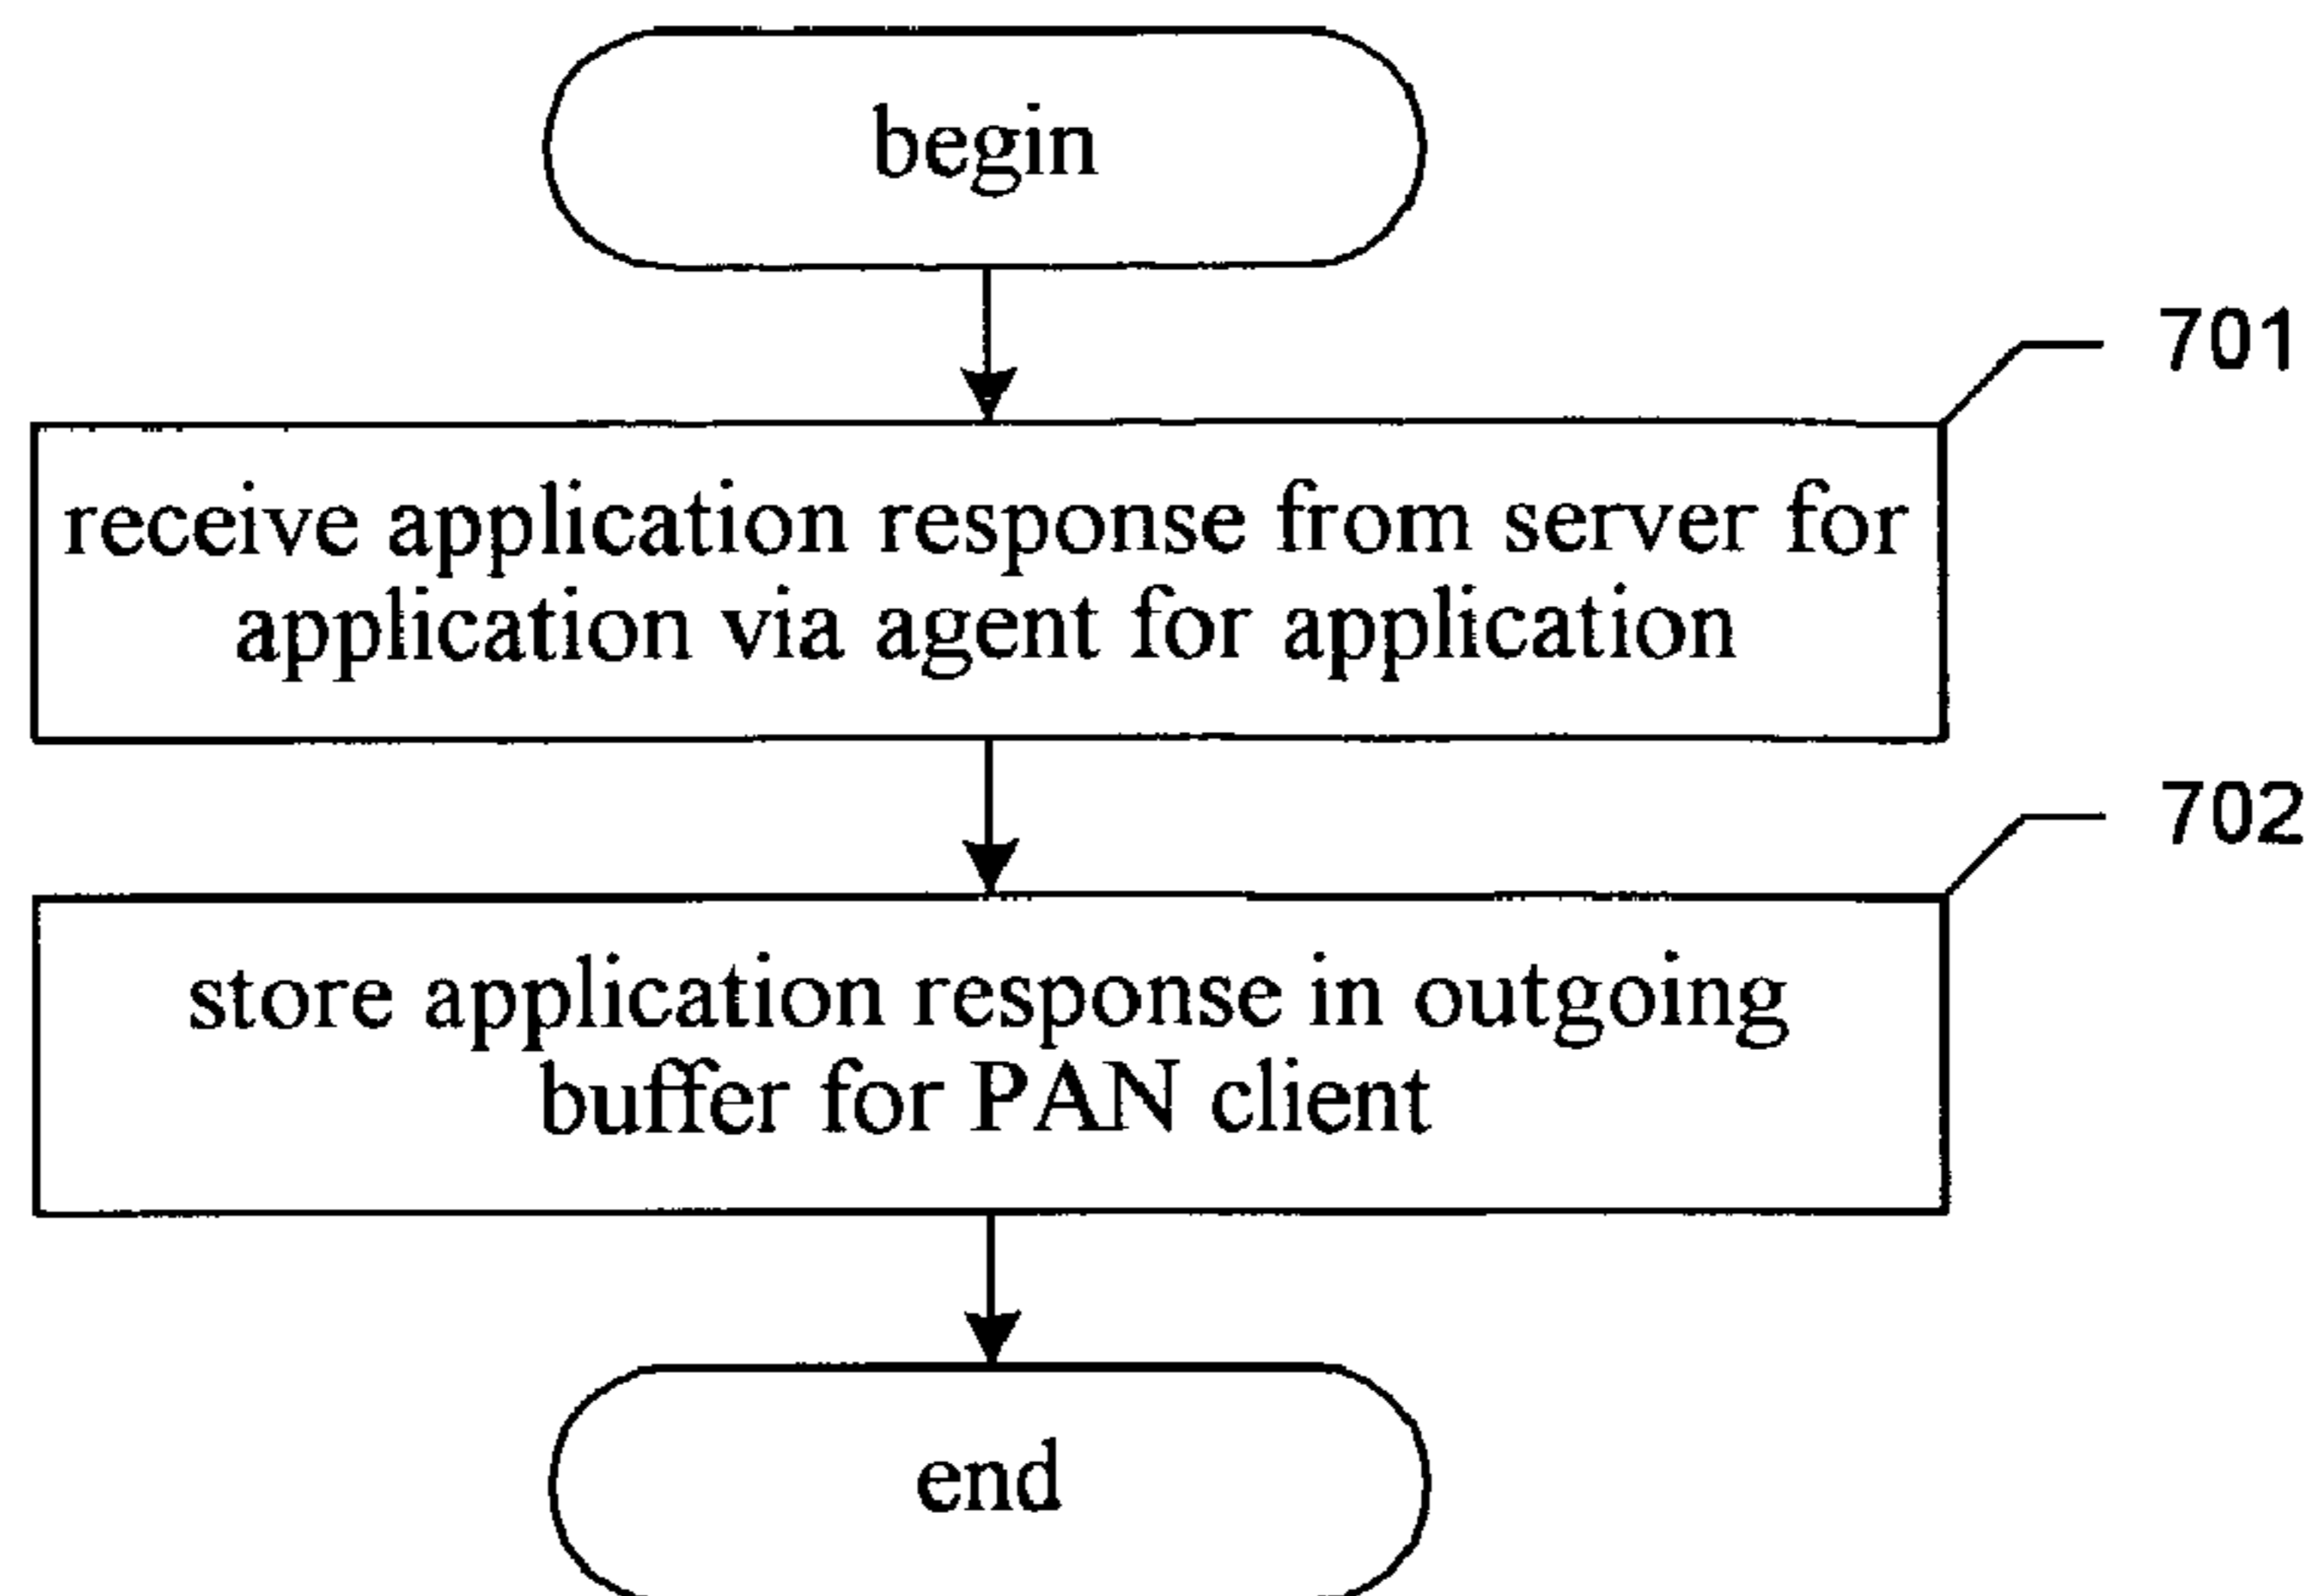 begin
701
receive application response from server for
application via agent for application
702
store application response in outgoing
buffer for PAN client
end